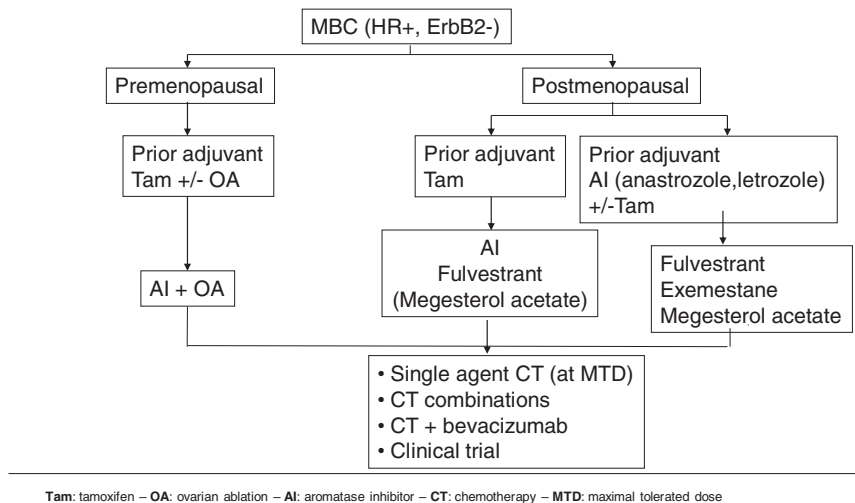 MBC (HR+, ErbB2-)
Premenopausal
Postmenopausal
Prior adjuvant
Tam +/- OA
Prior adjuvant
Tam
Prior adjuvant
AI (anastrozole,letrozole)
+/-Tam
AI + OA
AI
Fulvestrant
(Megesterol acetate)
Fulvestrant
Exemestane
Megesterol acetate
• Single agent CT (at MTD)
• CT combinations
• CT + bevacizumab
• Clinical trial
Tam: tamoxifen – OA: ovarian ablation – AI: aromatase inhibitor – CT: chemotherapy – MTD: maximal tolerated dose